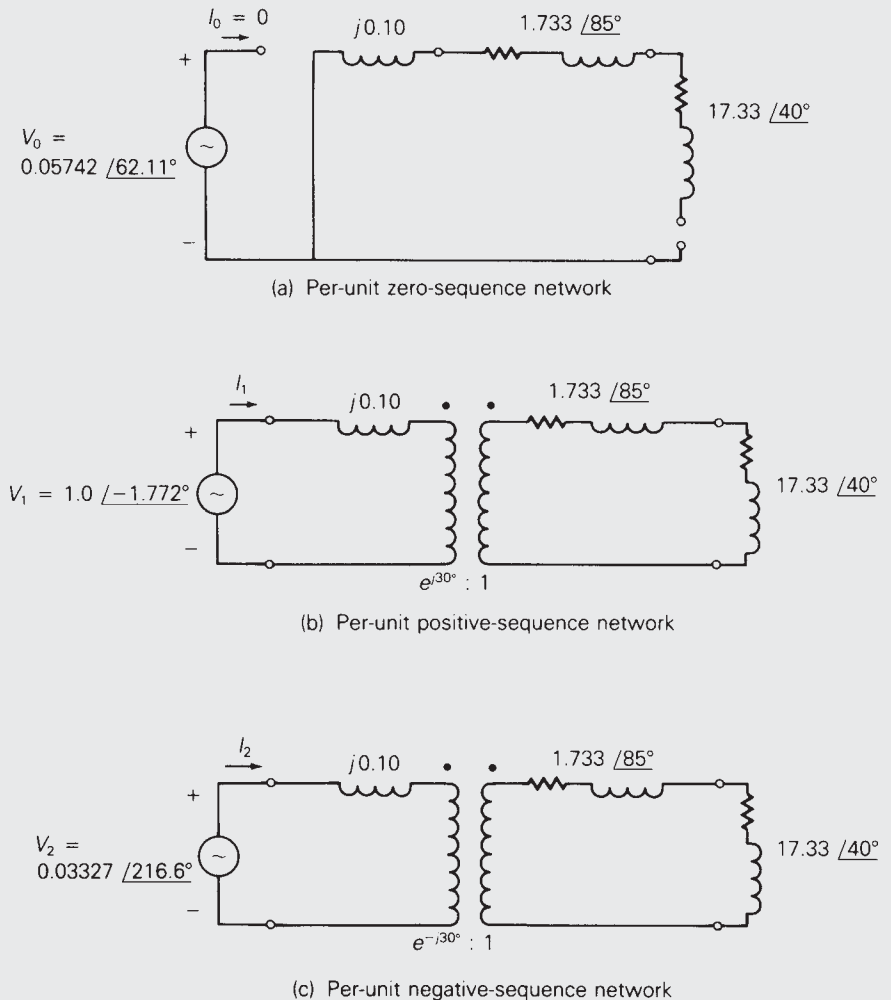 I₀ = 0
j0.10
1.733 /85°
+
V₀ =
0.05742 /62.11°
~
17.33 /40°
−
(a) Per-unit zero-sequence network
I₁
j0.10
1.733 /85°
+
V₁ = 1.0 /−1.772°
~
17.33 /40°
−
eʲ³⁰° : 1
(b) Per-unit positive-sequence network
I₂
j0.10
1.733 /85°
+
V₂ =
0.03327 /216.6°
~
17.33 /40°
−
e⁻ʲ³⁰° : 1
(c) Per-unit negative-sequence network